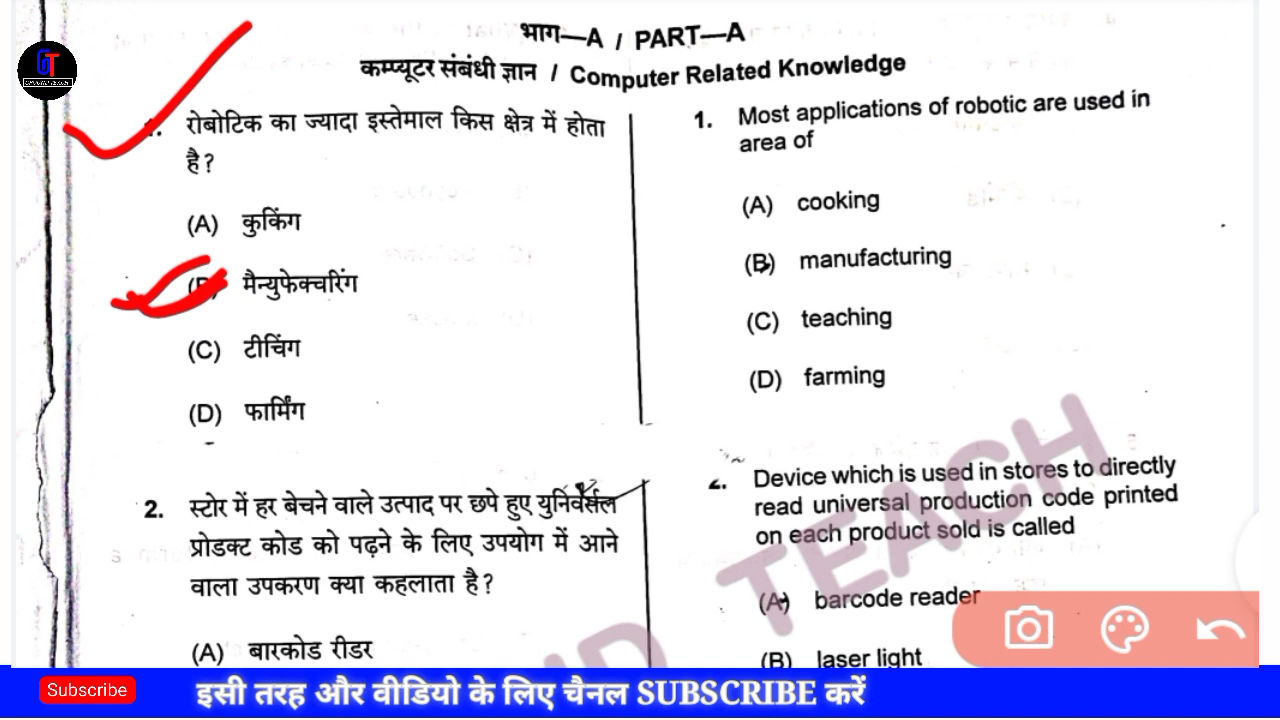 भाग—A / PART—A
कम्प्यूटर संबंधी ज्ञान / Computer Related Knowledge
रोबोटिक का ज्यादा इस्तेमाल किस क्षेत्र में होता
है?
(A) कुकिंग
मैन्युफेक्चरिंग
(C) टीचिंग
(D) फार्मिंग
2. स्टोर में हर बेचने वाले उत्पाद पर छपे हुए युनिवर्सल
प्रोडक्ट कोड को पढ़ने के लिए उपयोग में आने
वाला उपकरण क्या कहलाता है?
(A) बारकोड रीडर
1. Most applications of robotic are used in
area of
(A) cooking
(B) manufacturing
(C) teaching
(D) farming
2. Device which is used in stores to directly
read universal production code printed
on each product sold is called
(A) barcode reader
(B) laser light
TEACH
GT
Subscribe
इसी तरह और वीडियो के लिए चैनल SUBSCRIBE करें